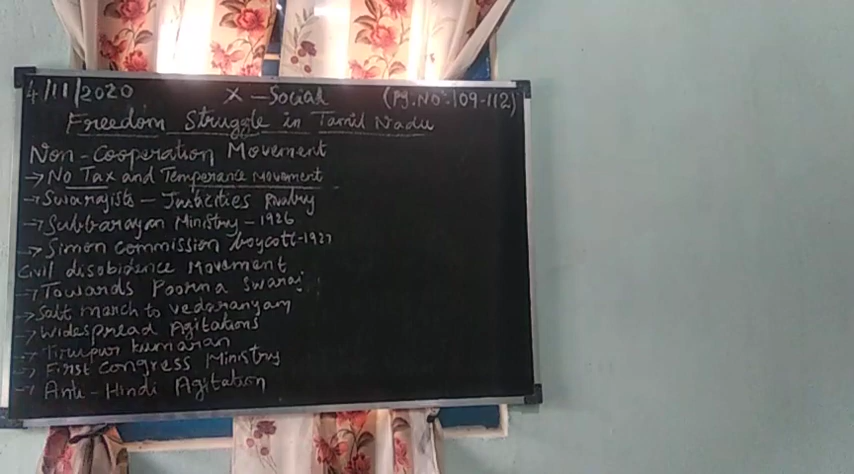 4/11/2020 X-Social (Pg.No:109-112)
Freedom Struggle in Tamil Nadu
Non-Cooperation Movement
→ No Tax and Temperance Movement
→ Swarajists - Justicities Rivalry
→ Subbarayan Ministry - 1926
→ Simon Commission boycott-1927
Civil disobidence Movement
→ Towards Poorna Swaraj
→ Salt march to vedaranyam
→ Widespread Agitations
→ Tirupur kumaran
→ First Congress Ministry
→ Anti-Hindi Agitation